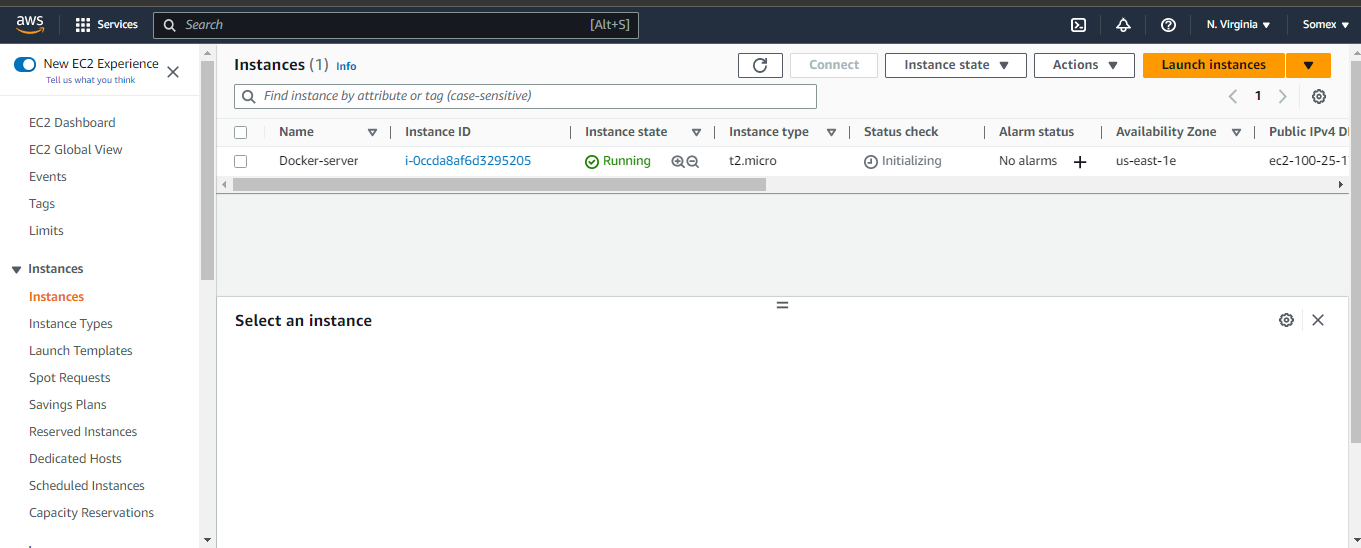 aws Services Search [Alt+S] N. Virginia Somex
New EC2 Experience
Tell us what you think
EC2 Dashboard
EC2 Global View
Events
Tags
Limits
Instances
Instances
Instance Types
Launch Templates
Spot Requests
Savings Plans
Reserved Instances
Dedicated Hosts
Scheduled Instances
Capacity Reservations
Instances (1) Info Connect Instance state Actions Launch instances
Find instance by attribute or tag (case-sensitive) 1
Name Instance ID Instance state Instance type Status check Alarm status Availability Zone Public IPv4 D
Docker-server i-0ccda8af6d3295205 Running t2.micro Initializing No alarms us-east-1e ec2-100-25-1
Select an instance